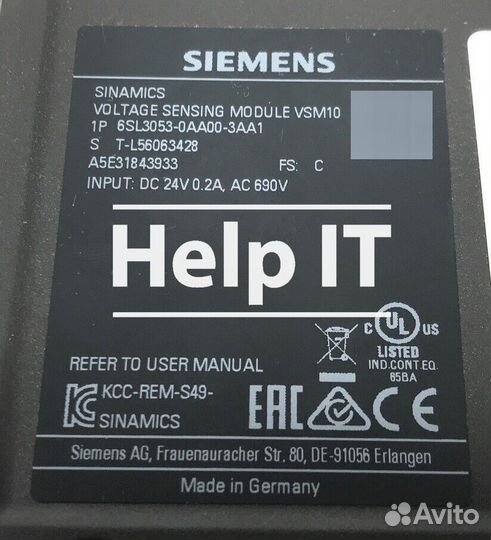 SIEMENS
SINAMICS
VOLTAGE SENSING MODULE VSM10
1P 6SL3053-0AA00-3AA1
S T-L56063428
A5E31843933 FS: C
INPUT: DC 24V 0.2A, AC 690V
Help IT
C UL US
LISTED
IND.CONT.EQ.
65BA
REFER TO USER MANUAL
KCC-REM-S49-
SINAMICS
EAC
Siemens AG, Frauenauracher Str. 80, DE-91056 Erlangen
Made in Germany
Avito